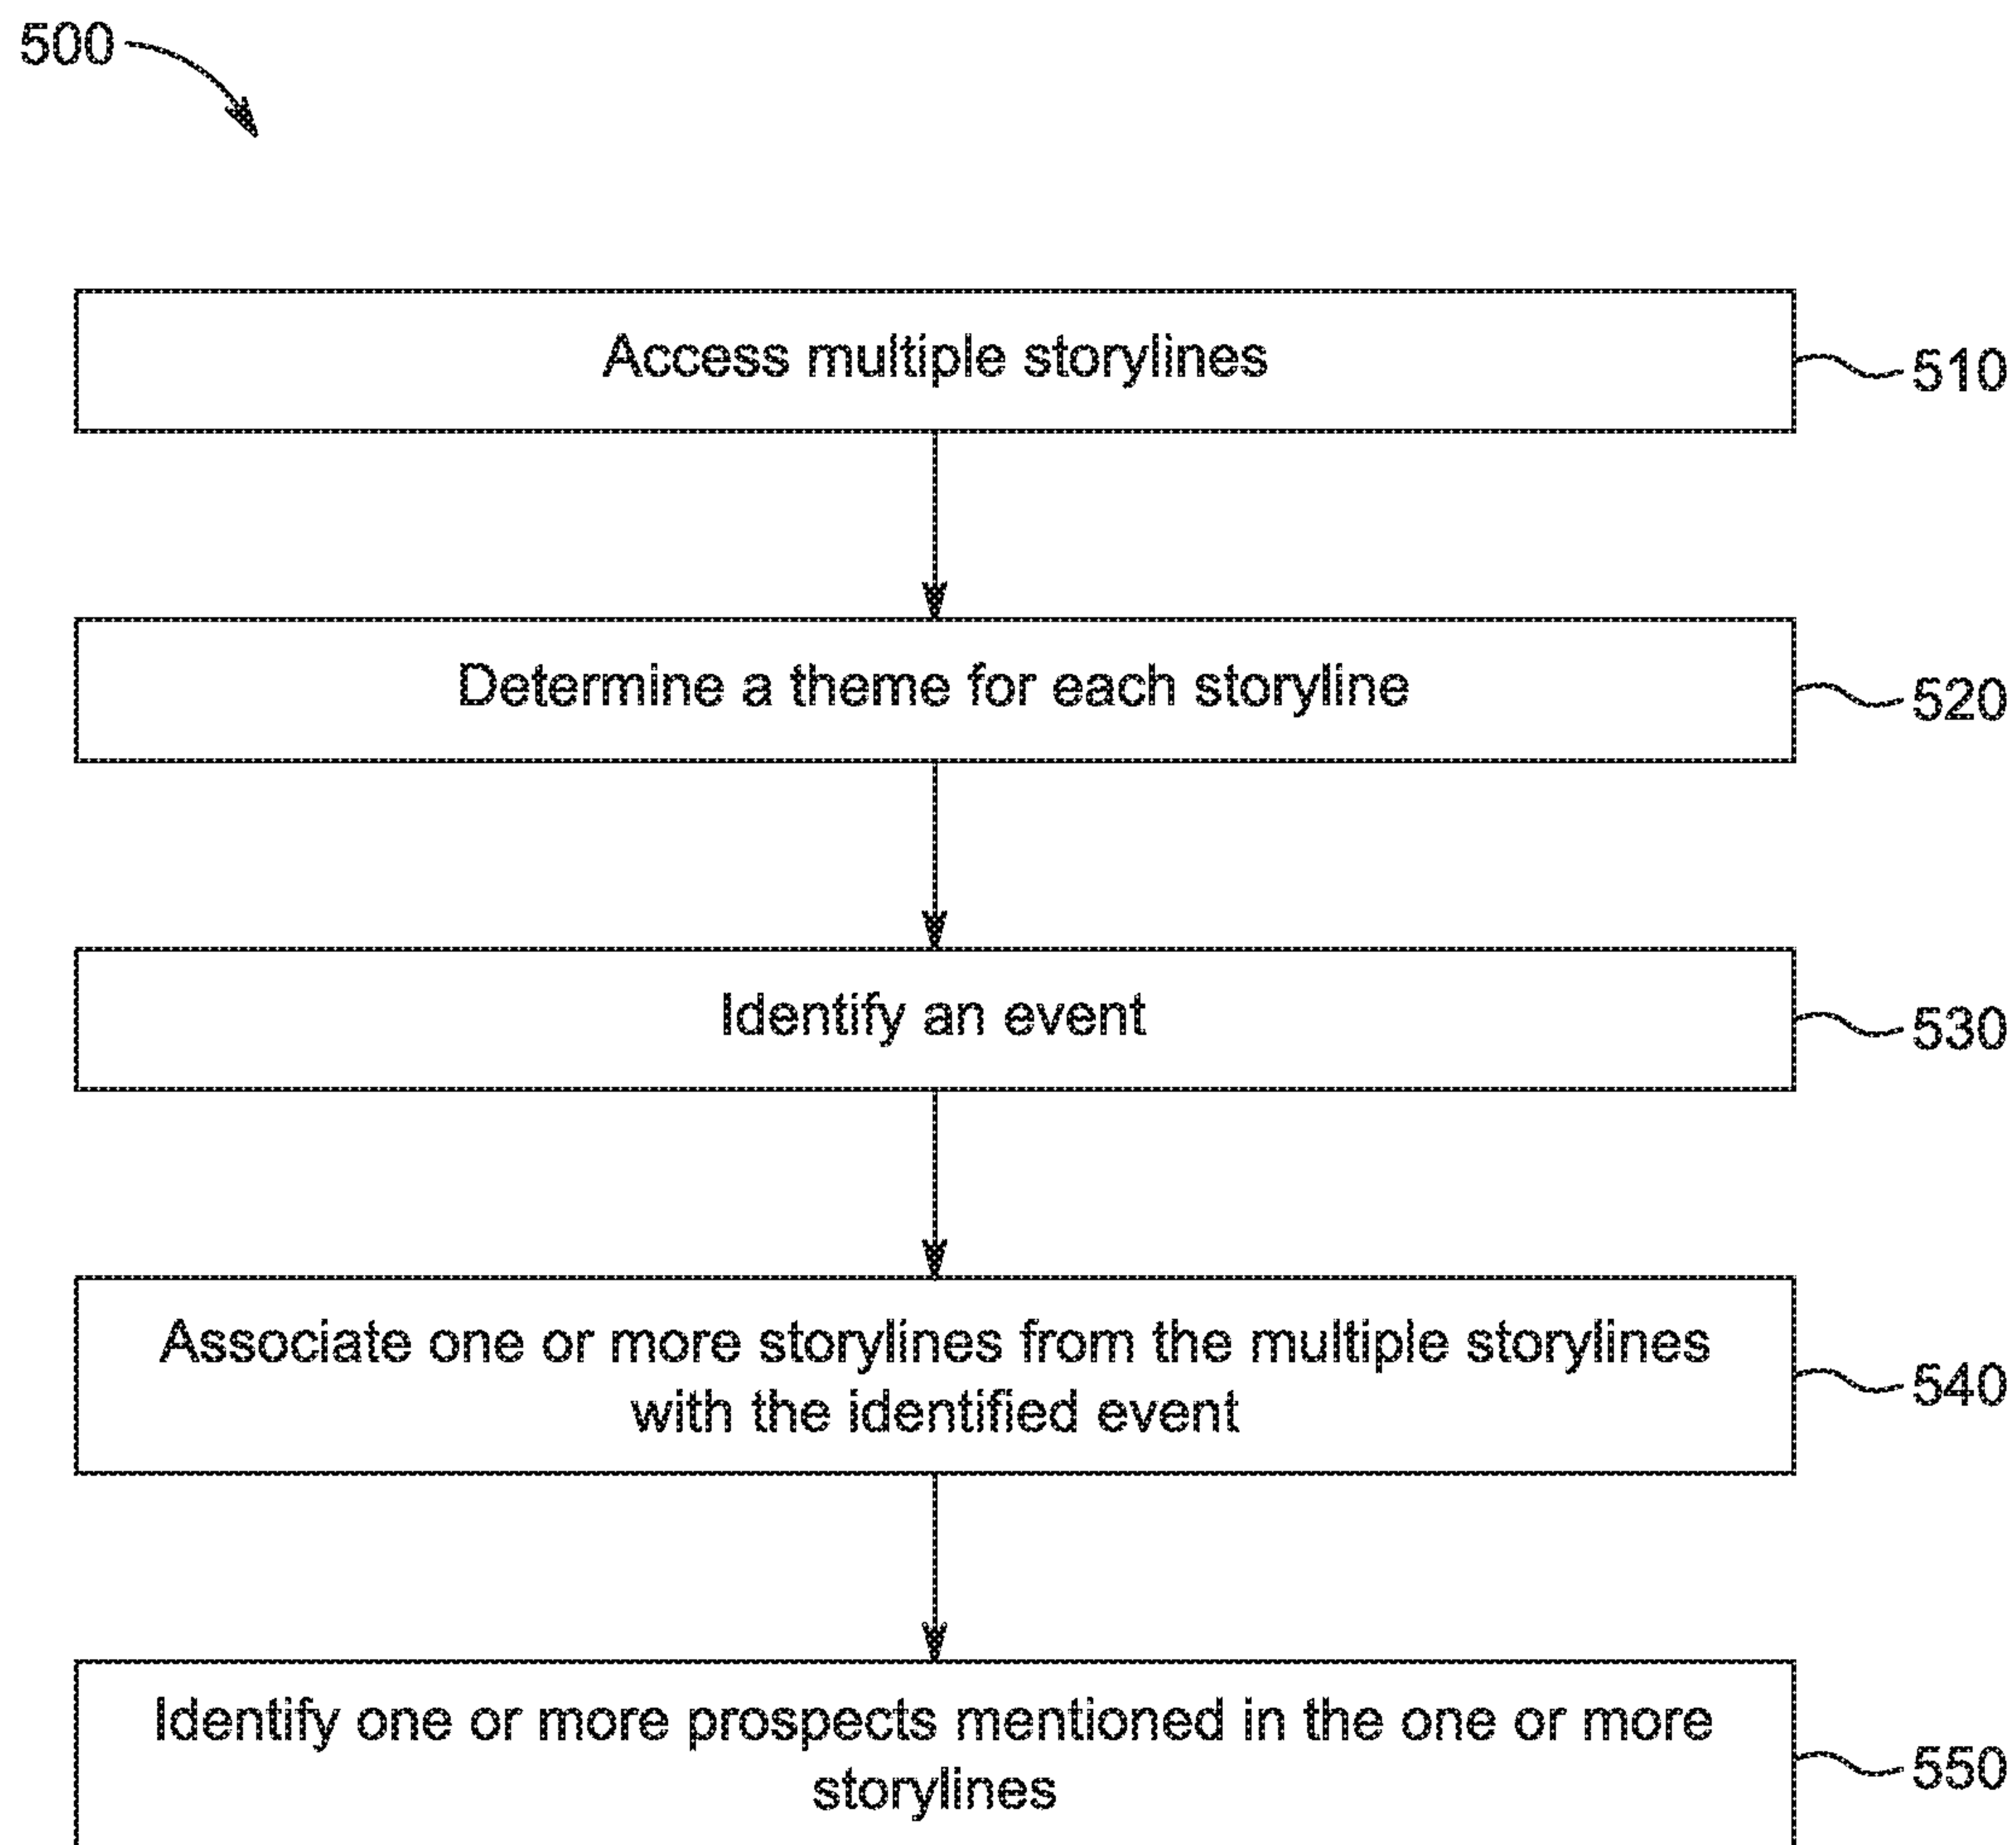 500
Access multiple storylines
510
Determine a theme for each storyline
520
Identify an event
530
Associate one or more storylines from the multiple storylines
with the identified event
540
Identify one or more prospects mentioned in the one or more
storylines
550